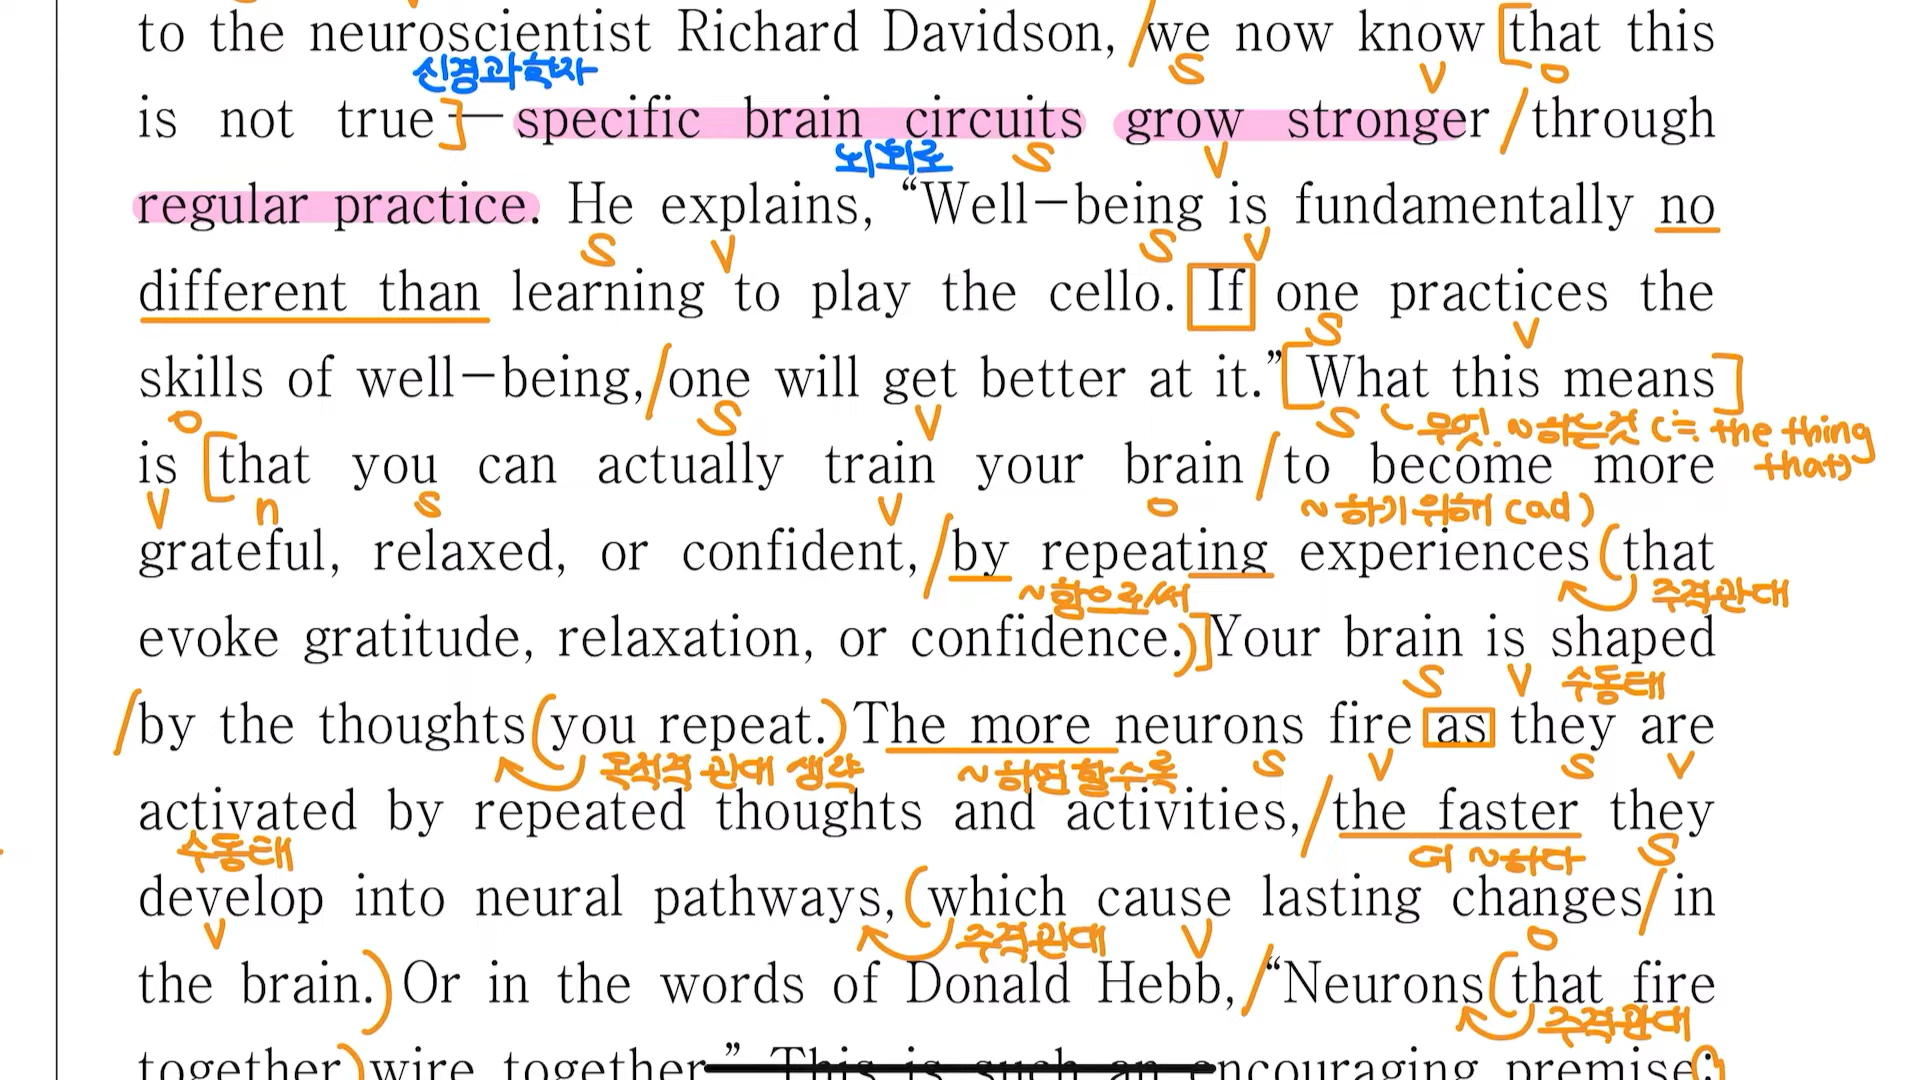 to the neuroscientist Richard Davidson, /we now know [that this
신경과학자 S V O
is not true]—specific brain circuits grow stronger /through
뇌회로 S V
regular practice. He explains, “Well-being is fundamentally no
S V S V
different than learning to play the cello. If one practices the
S V
skills of well-being, /one will get better at it.” [What this means]
O S V S 무엇. ~하는것 (≒ the thing
is [that you can actually train your brain /to become more
that)
V n S V O ~하기위해 (ad)
grateful, relaxed, or confident, /by repeating experiences (that
~함으로써 주격관대
evoke gratitude, relaxation, or confidence.)] Your brain is shaped
S V 수동태
/by the thoughts (you repeat.) The more neurons fire as they are
목적격 관대 생략 ~하면 할수록 S V S V
activated by repeated thoughts and activities, /the faster they
수동태 더 ~하다 S
develop into neural pathways, (which cause lasting changes /in
V 주격관대 V O
the brain.) Or in the words of Donald Hebb, /“Neurons (that fire
주격관대
together) wire together.” This is such an encouraging premise: